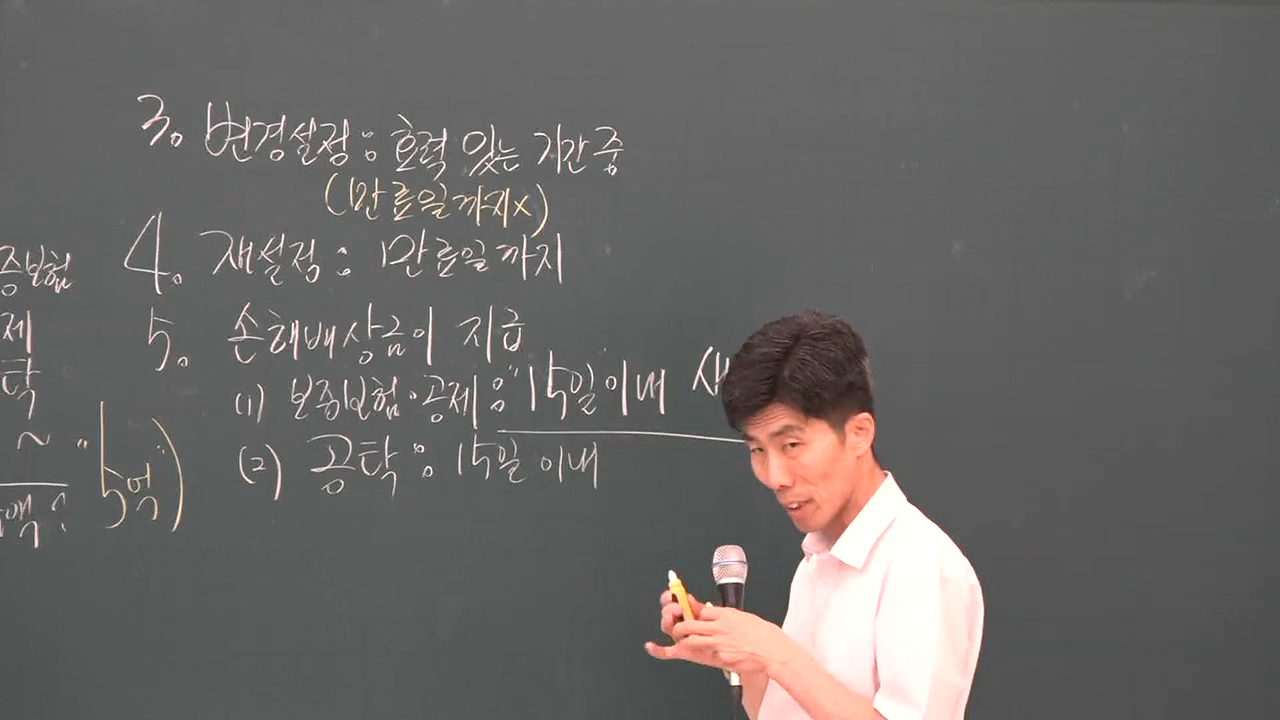 증보험
제
탁
~ "5억")
액 :
3. 변경설정 : 효력 있는 기간 중
(만료일까지x)
4. 재설정 : 만료일까지
5. 손해배상금이 지급
(1) 보증보험·공제 : "15일 이내 새
(2) 공탁 : 15일 이내